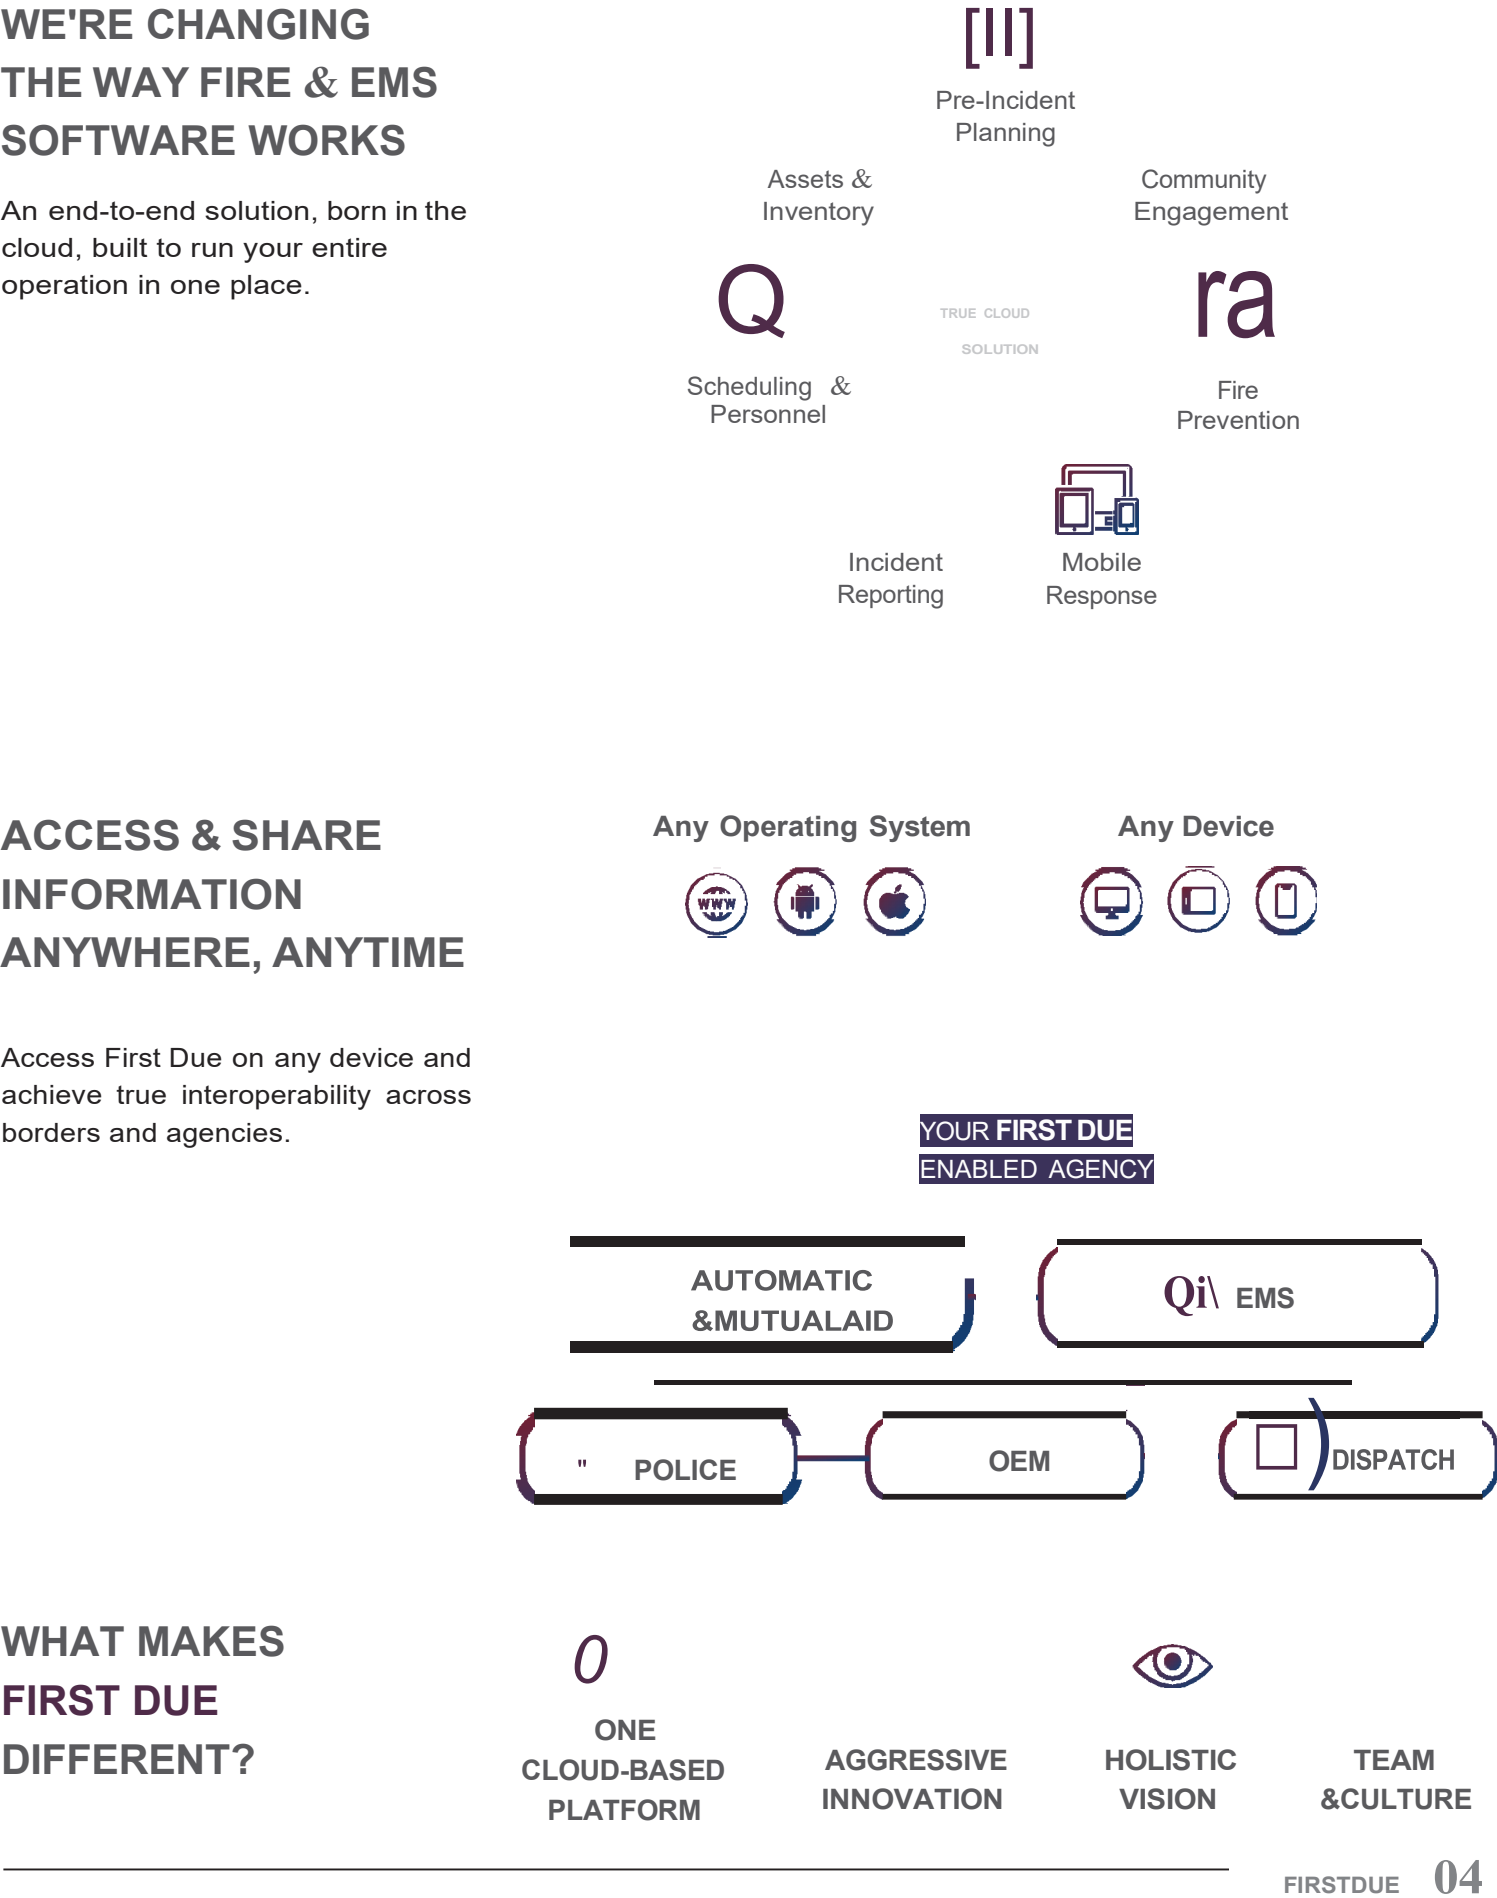 WE'RE CHANGING
THE WAY FIRE & EMS
SOFTWARE WORKS
An end-to-end solution, born in the
cloud, built to run your entire
operation in one place.
[II]
Pre-Incident
Planning
Assets &
Inventory
Community
Engagement
Q
ra
TRUE CLOUD
SOLUTION
Scheduling &
Personnel
Fire
Prevention
Incident
Reporting
Mobile
Response
ACCESS & SHARE
INFORMATION
ANYWHERE, ANYTIME
Access First Due on any device and
achieve true interoperability across
borders and agencies.
Any Operating System
Any Device
WWW
YOUR FIRST DUE
ENABLED AGENCY
AUTOMATIC
&MUTUALAID
Qi\ EMS
" POLICE
OEM
) DISPATCH
WHAT MAKES
FIRST DUE
DIFFERENT?
0
ONE
CLOUD-BASED
PLATFORM
AGGRESSIVE
INNOVATION
HOLISTIC
VISION
TEAM
&CULTURE
FIRSTDUE 04